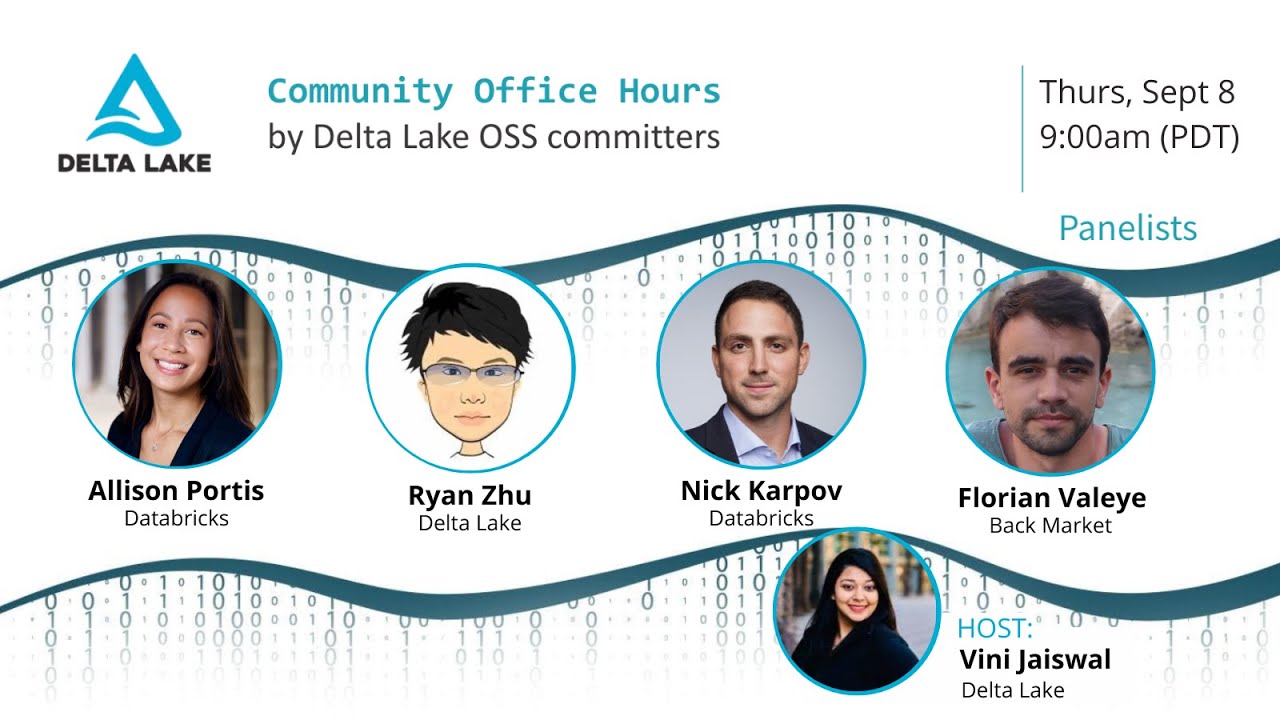 DELTA LAKE
Community Office Hours
by Delta Lake OSS committers
Thurs, Sept 8
9:00am (PDT)
Panelists
Allison Portis
Databricks
Ryan Zhu
Delta Lake
Nick Karpov
Databricks
Florian Valeye
Back Market
HOST:
Vini Jaiswal
Delta Lake